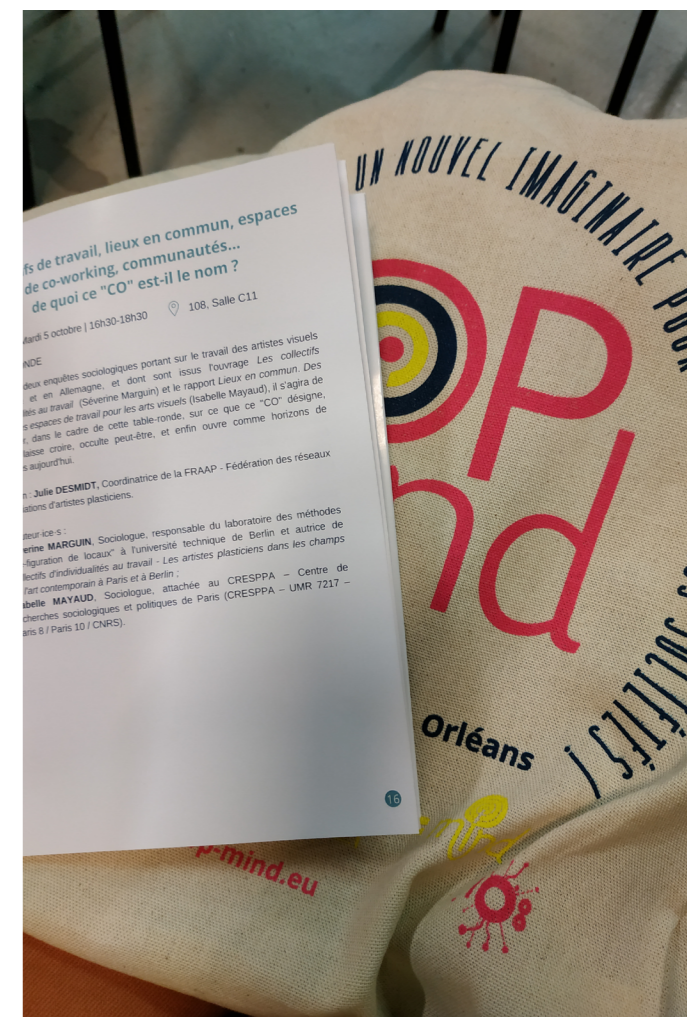 fs de travail, lieux en commun, espaces
de co-working, communautés...
de quoi ce "CO" est-il le nom ?
ardi 5 octobre | 16h30-18h30 108, Salle C11
NDE
deux enquêtes sociologiques portant sur le travail des artistes visuels
et en Allemagne, et dont sont issus l'ouvrage Les collectifs
tés au travail (Séverine Marguin) et le rapport Lieux en commun. Des
s espaces de travail pour les arts visuels (Isabelle Mayaud), il s'agira de
r, dans le cadre de cette table-ronde, sur ce que ce "CO" désigne,
laisse croire, occulte peut-être, et enfin ouvre comme horizons de
s aujourd'hui.
n : Julie DESMIDT, Coordinatrice de la FRAAP - Fédération des réseaux
iations d'artistes plasticiens.
uteur·ice·s :
verine MARGUIN, Sociologue, responsable du laboratoire des méthodes
-figuration de locaux" à l'université technique de Berlin et autrice de
llectifs d'individualités au travail - Les artistes plasticiens dans les champs
l'art contemporain à Paris et à Berlin ;
abelle MAYAUD, Sociologue, attachée au CRESPPA – Centre de
cherches sociologiques et politiques de Paris (CRESPPA – UMR 7217 –
aris 8 / Paris 10 / CNRS).
16
UN NOUVEL IMAGINAIRE POUR
SOCIÉTÉS !
OP
nd
Orléans
p-mind.eu